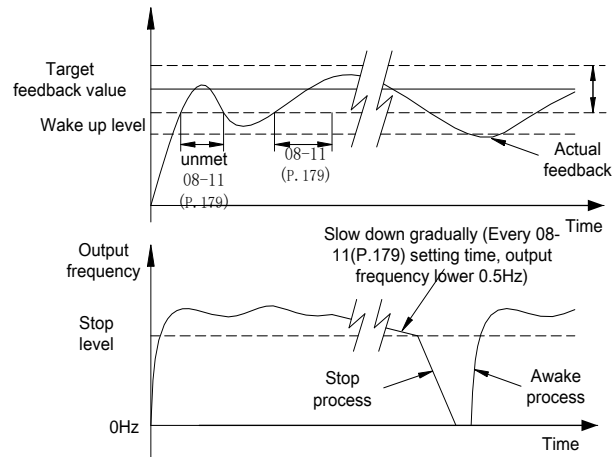 Target
feedback value
Wake up level
unmet
08-11
(P. 179)
08-11
(P. 179)
Actual
feedback
Time
Output
frequency
Slow down gradually (Every 08-
11(P.179) setting time, output
frequency lower 0.5Hz)
Stop
level
Stop
process
Awake
process
0Hz
Time